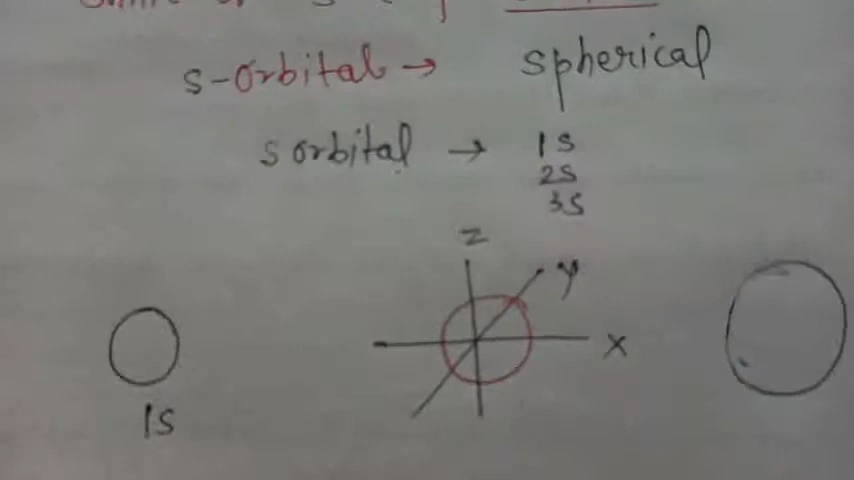 s-orbital → spherical
s orbital → 1s
2s
3s
z
y
x
1s